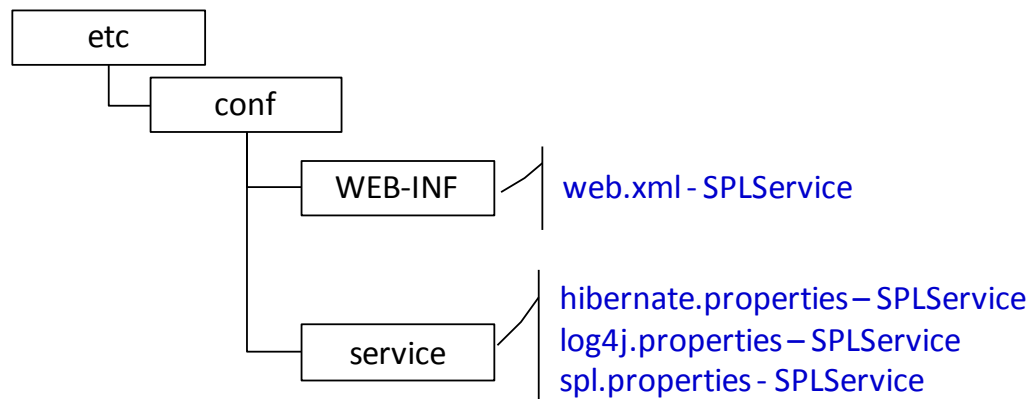 etc
conf
WEB-INF
web.xml - SPLService
hibernate.properties – SPLService
log4j.properties – SPLService
service
spl.properties - SPLService